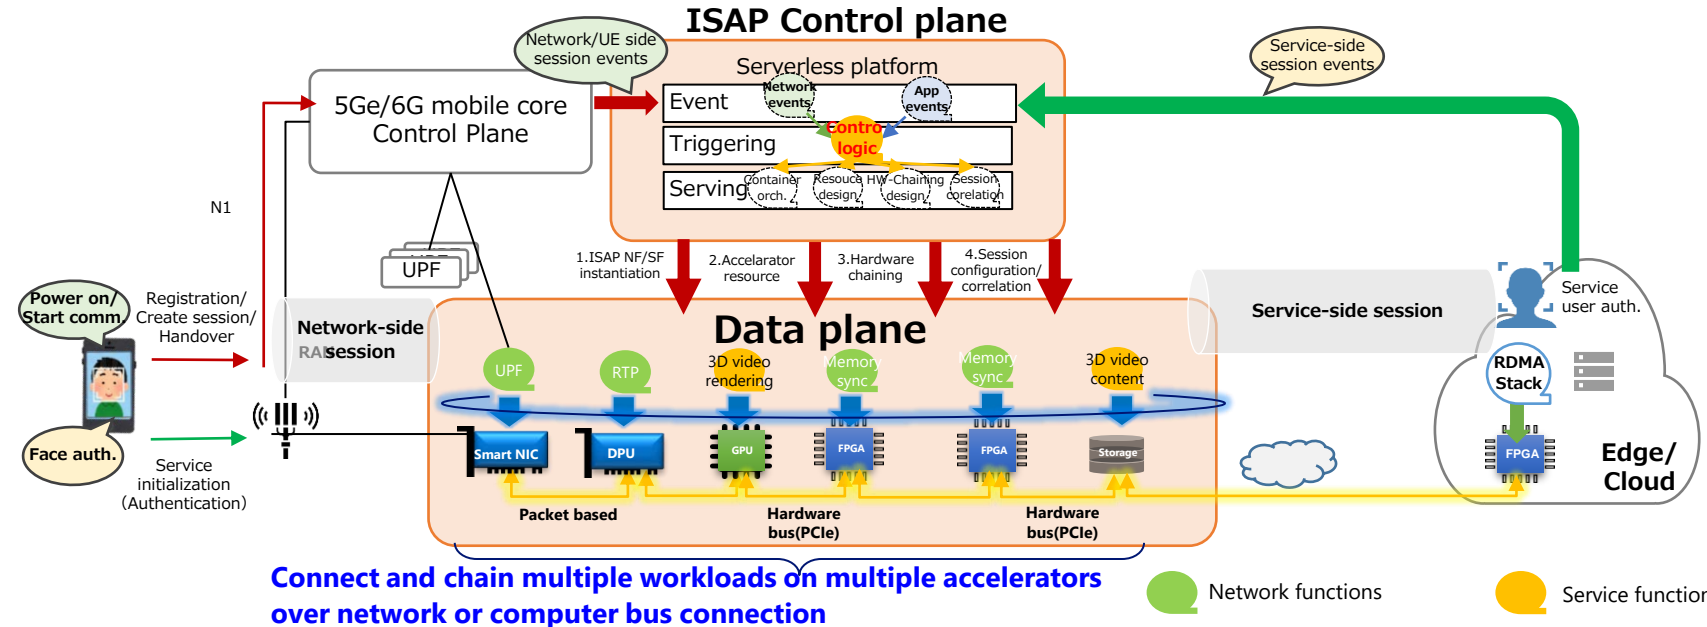 ISAP Control plane
Network/UE side
session events
Service-side
session events
Serverless platform
5Ge/6G mobile core
Control Plane
Event
Network
events
App
events
Triggering
Contro
logic
Serving
Container
orch.
Resouce
design
HW-Chaining
design
Session
corelation
N1
UPF
1.ISAP NF/SF
instantiation
2.Accelarator
resource
3.Hardware
chaining
4.Session
configuration/
correlation
Power on/
Start comm.
Registration/
Create session/
Handover
Network-side
session
Data plane
Service-side session
Service
user auth.
UPF
RTP
3D video
rendering
Memory
sync
Memory
sync
3D video
content
RDMA
Stack
Smart NIC
DPU
GPU
FPGA
FPGA
Storage
FPGA
Edge/
Cloud
Face auth.
Service
initialization
(Authentication)
Packet based
Hardware
bus(PCIe)
Hardware
bus(PCIe)
Connect and chain multiple workloads on multiple accelerators
over network or computer bus connection
Network functions
Service function